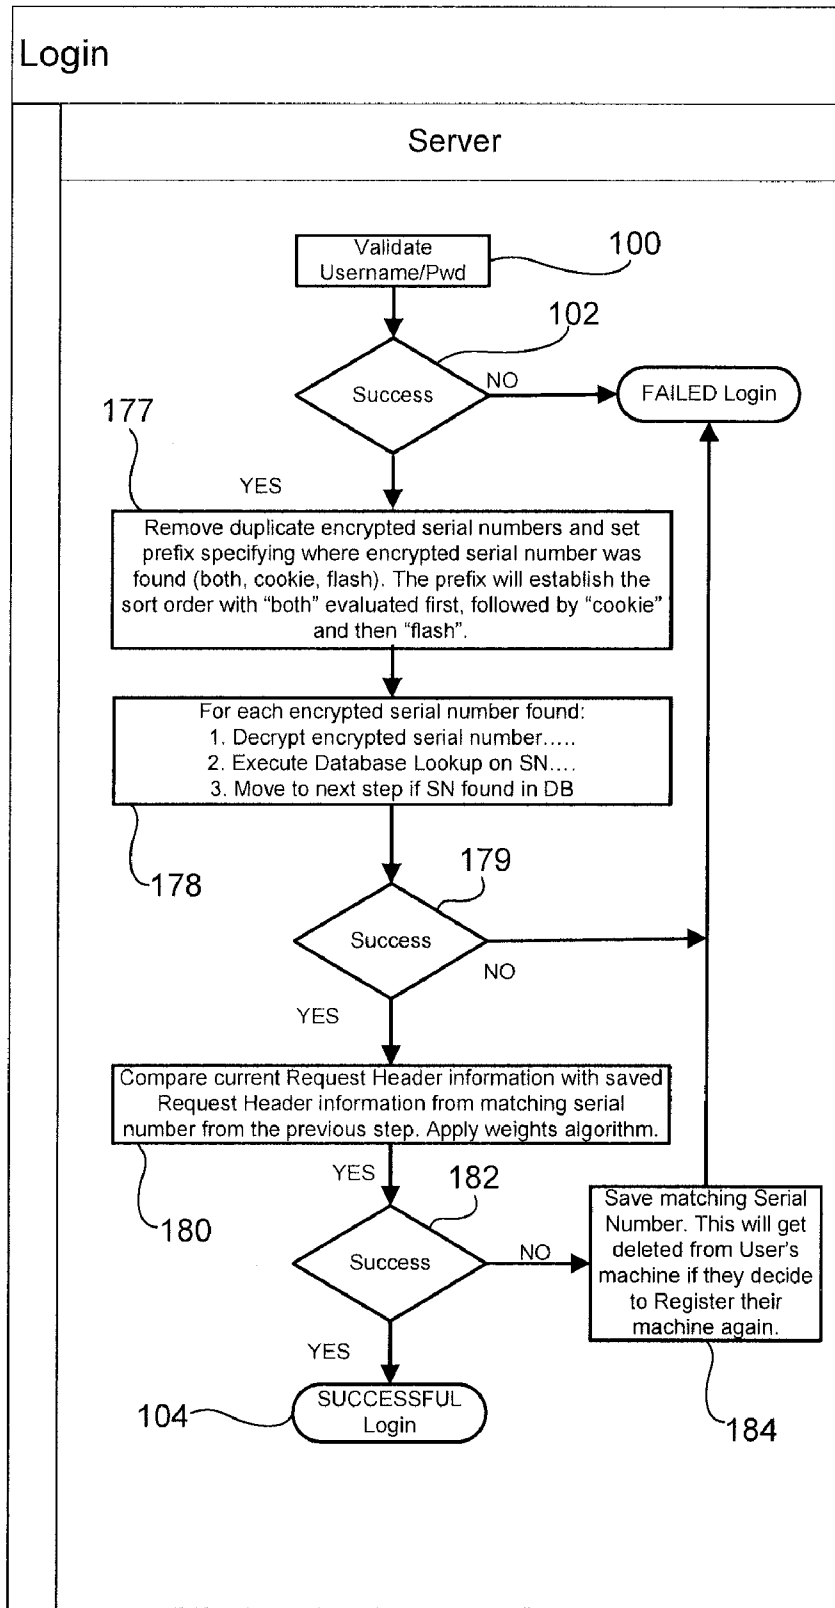 Login
Server
Validate
Username/Pwd
100
102
Success
NO
FAILED Login
177
YES
Remove duplicate encrypted serial numbers and set
prefix specifying where encrypted serial number was
found (both, cookie, flash). The prefix will establish the
sort order with “both” evaluated first, followed by “cookie”
and then “flash”.
For each encrypted serial number found:
1. Decrypt encrypted serial number.....
2. Execute Database Lookup on SN....
3. Move to next step if SN found in DB
178
179
Success
NO
YES
Compare current Request Header information with saved
Request Header information from matching serial
number from the previous step. Apply weights algorithm.
180
YES
182
Success
NO
Save matching Serial
Number. This will get
deleted from User's
machine if they decide
to Register their
machine again.
184
YES
104
SUCCESSFUL
Login